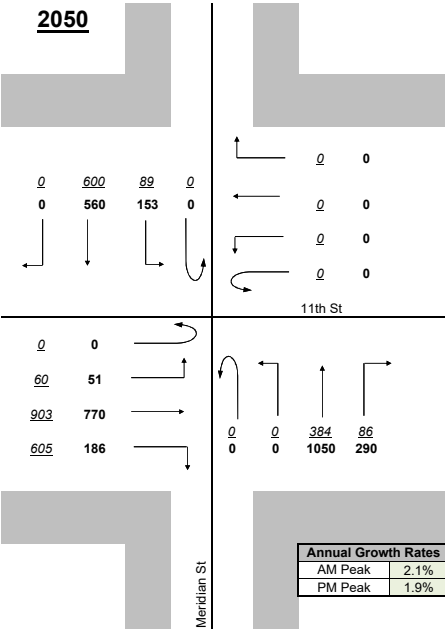 2050
0 600 89 0
0 560 153 0
0 0
0 0
0 0
0 0
11th St
0 0
60 51
903 770
605 186
0 0 384 86
0 0 1050 290
Meridian St
Annual Growth Rates
AM Peak 2.1%
PM Peak 1.9%